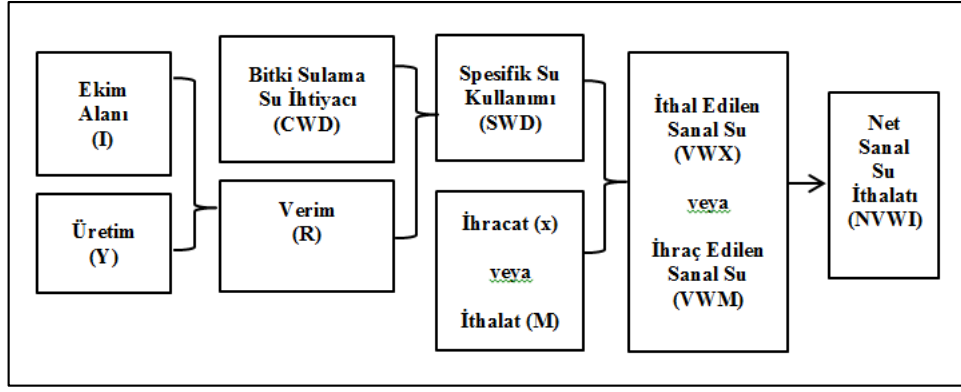 Ekim
Alanı
(I)
Üretim
(Y)
Bitki Sulama
Su İhtiyacı
(CWD)
Verim
(R)
Spesifik Su
Kullanımı
(SWD)
İhracat (x)
veya
İthalat (M)
İthal Edilen
Sanal Su
(VWX)
veya
İhraç Edilen
Sanal Su
(VWM)
Net
Sanal
Su
İthalatı
(NVWI)